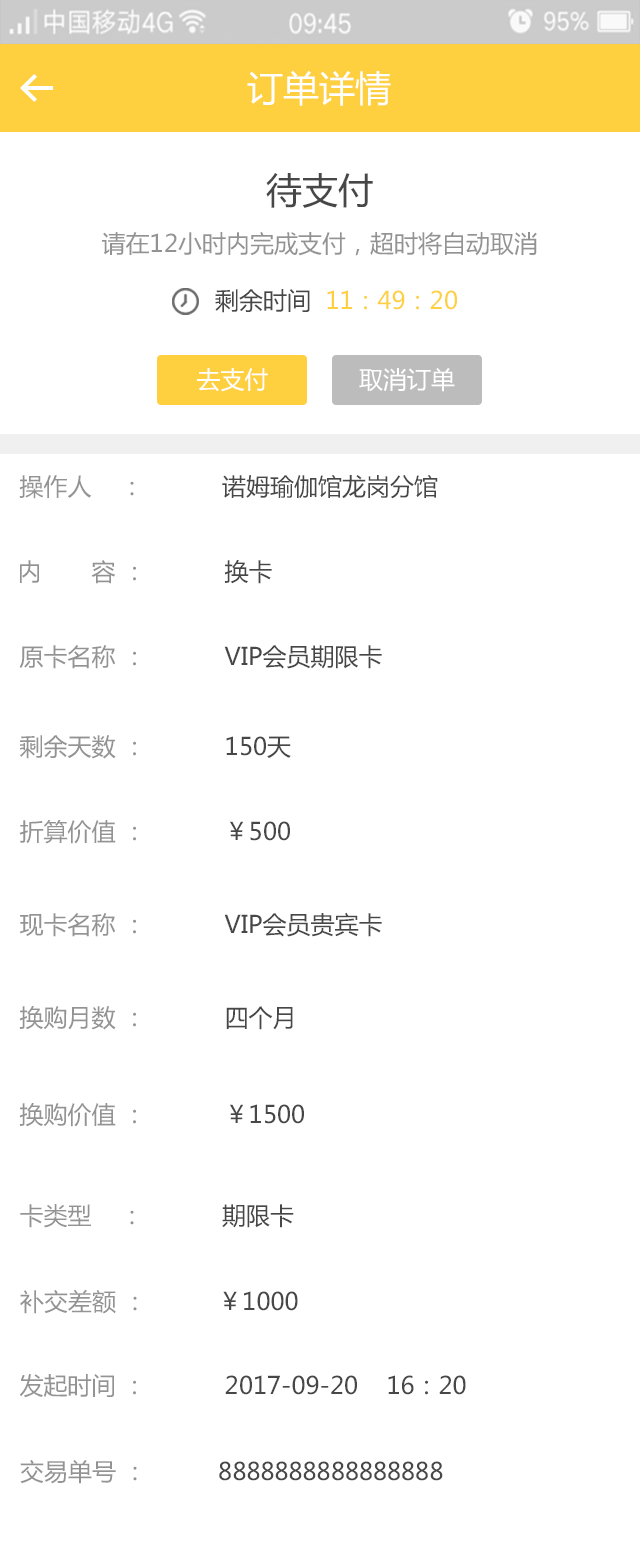 中国移动4G 09:45 95%
订单详情
待支付
请在12小时内完成支付，超时将自动取消
剩余时间 11：49：20
去支付 取消订单
操作人 ： 诺姆瑜伽馆龙岗分馆
内 容 ： 换卡
原卡名称 ： VIP会员期限卡
剩余天数 ： 150天
折算价值 ： ￥500
现卡名称 ： VIP会员贵宾卡
换购月数 ： 四个月
换购价值 ： ￥1500
卡类型 ： 期限卡
补交差额 ： ￥1000
发起时间 ： 2017-09-20 16：20
交易单号 ： 8888888888888888